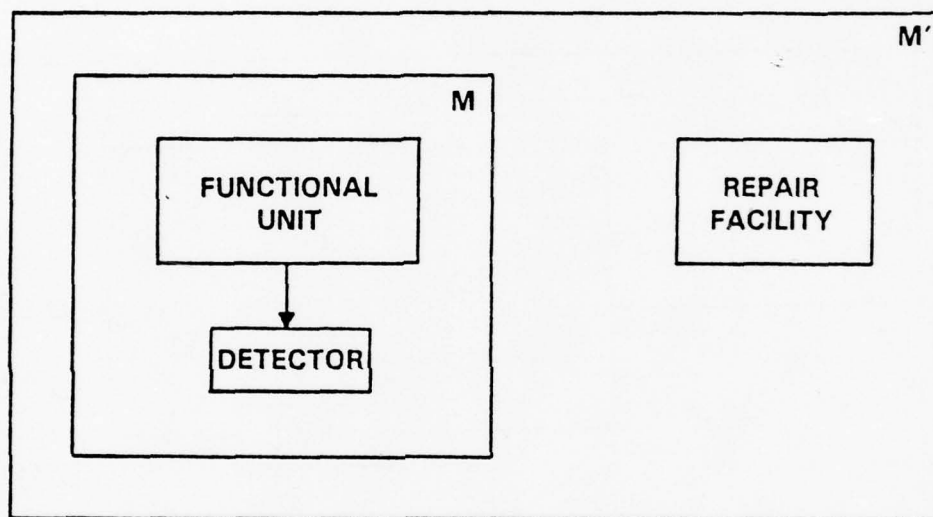 M'
M
FUNCTIONAL
UNIT
REPAIR
FACILITY
DETECTOR